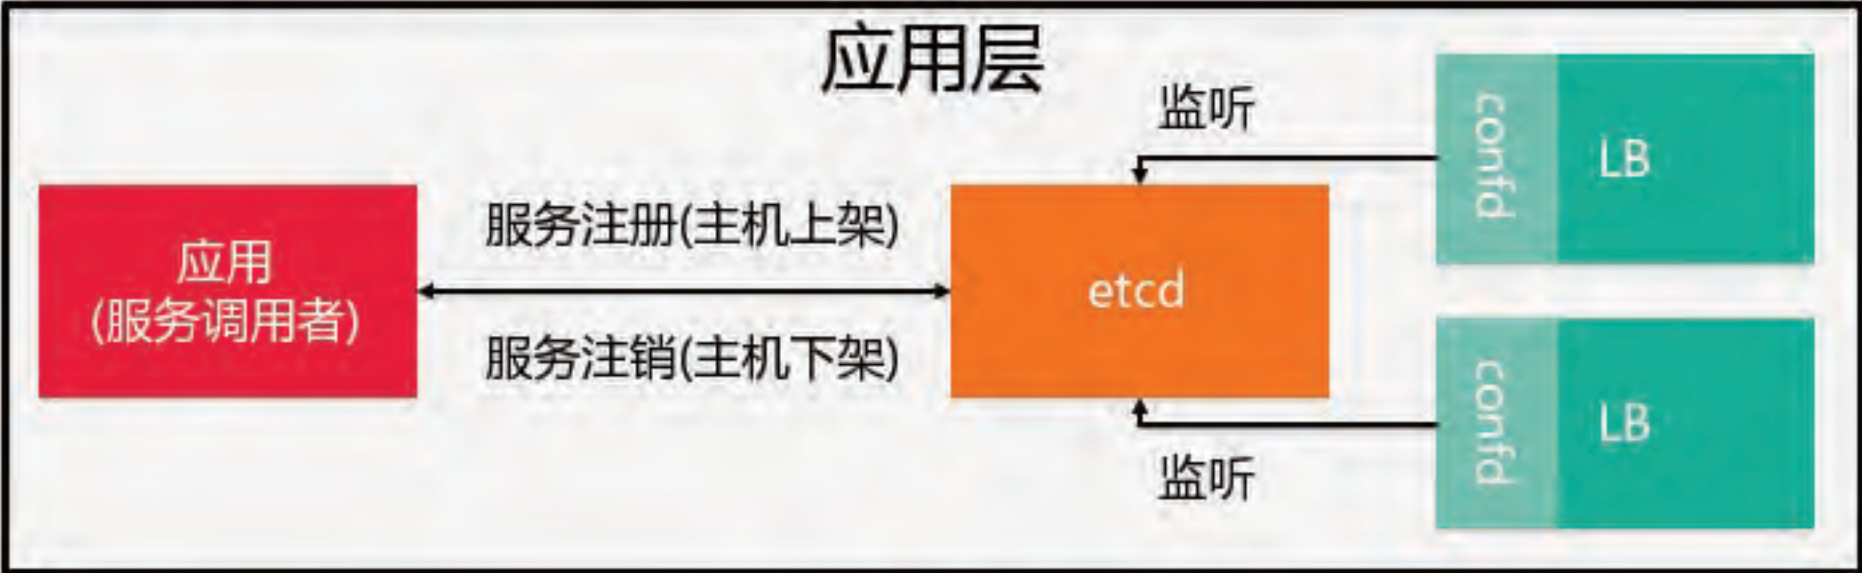 应用层
监听
confd
LB
服务注册(主机上架)
应用
(服务调用者)
etcd
服务注销(主机下架)
confd
LB
监听